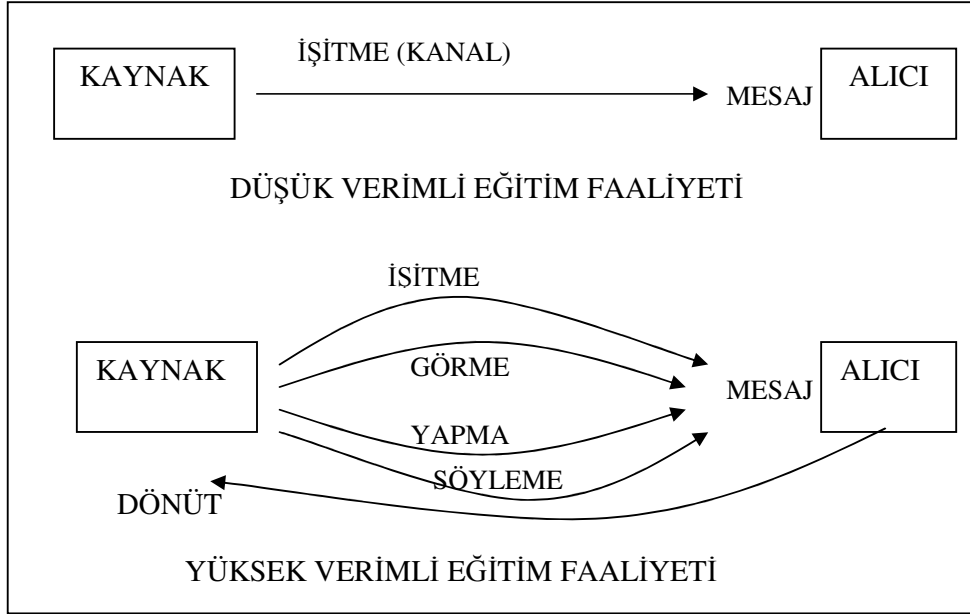 İŞİTME (KANAL)
KAYNAK
MESAJ
ALICI
DÜŞÜK VERİMLİ EĞİTİM FAALİYETİ
İSİTME
KAYNAK
GÖRME
MESAJ
ALICI
YAPMA
SÖYLEME
DÖNÜT
YÜKSEK VERİMLİ EĞİTİM FAALİYETİ